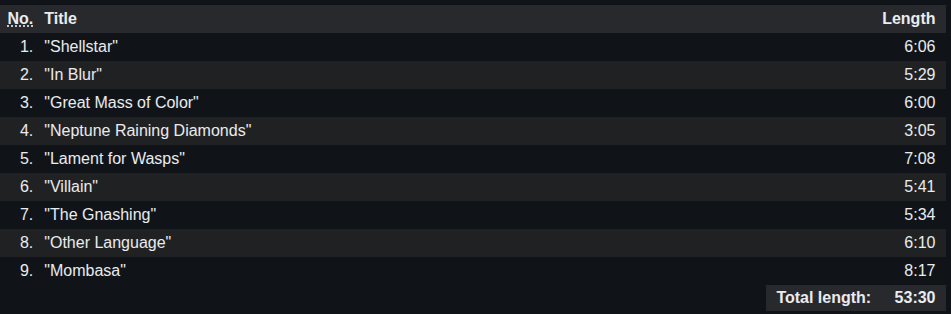 No. Title Length
1. "Shellstar" 6:06
2. "In Blur" 5:29
3. "Great Mass of Color" 6:00
4. "Neptune Raining Diamonds" 3:05
5. "Lament for Wasps" 7:08
6. "Villain" 5:41
7. "The Gnashing" 5:34
8. "Other Language" 6:10
9. "Mombasa" 8:17
Total length: 53:30